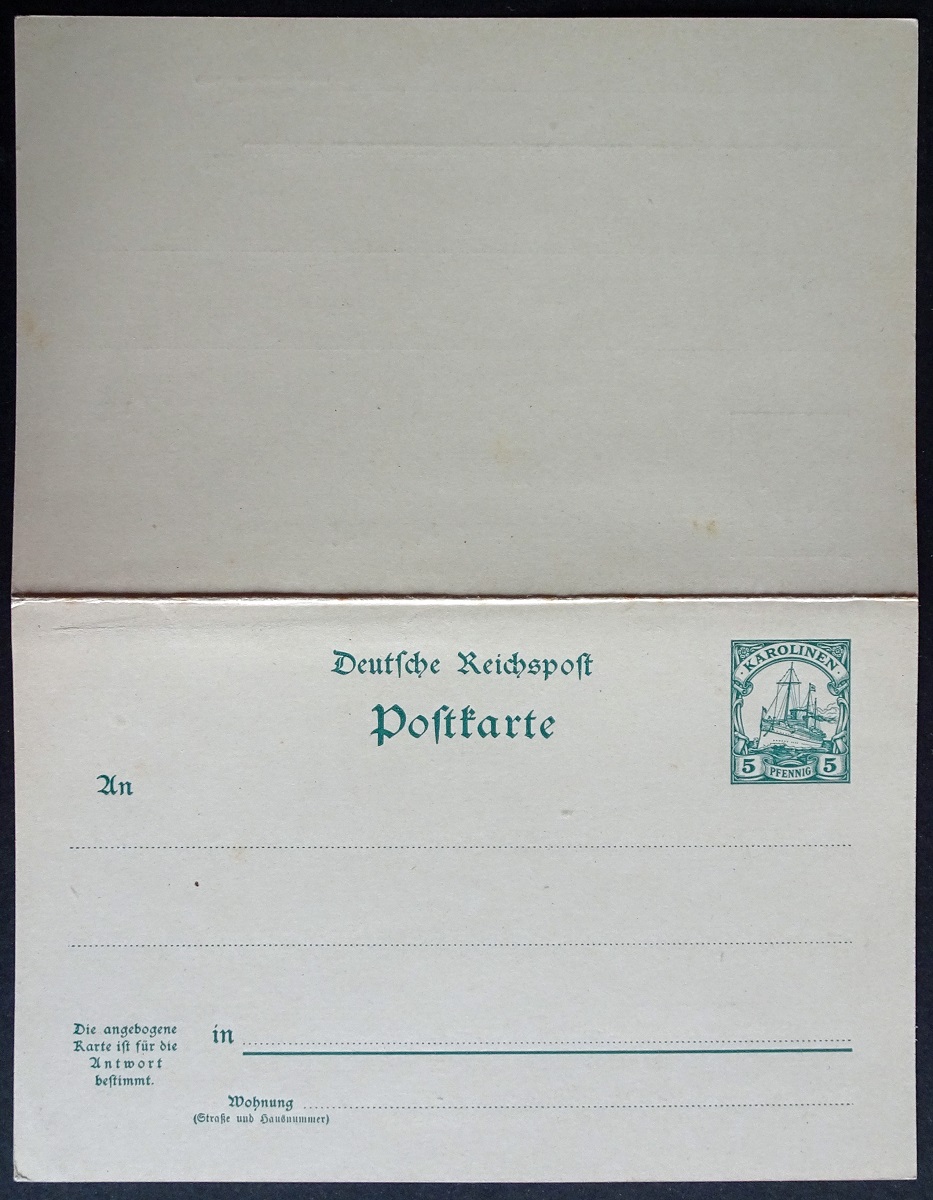 Deutsche Reichspost
Postkarte
KAROLINEN
5 PFENNIG 5
An
Die angebogene
Karte ist für die
Antwort
bestimmt.
in
Wohnung
(Straße und Hausnummer)